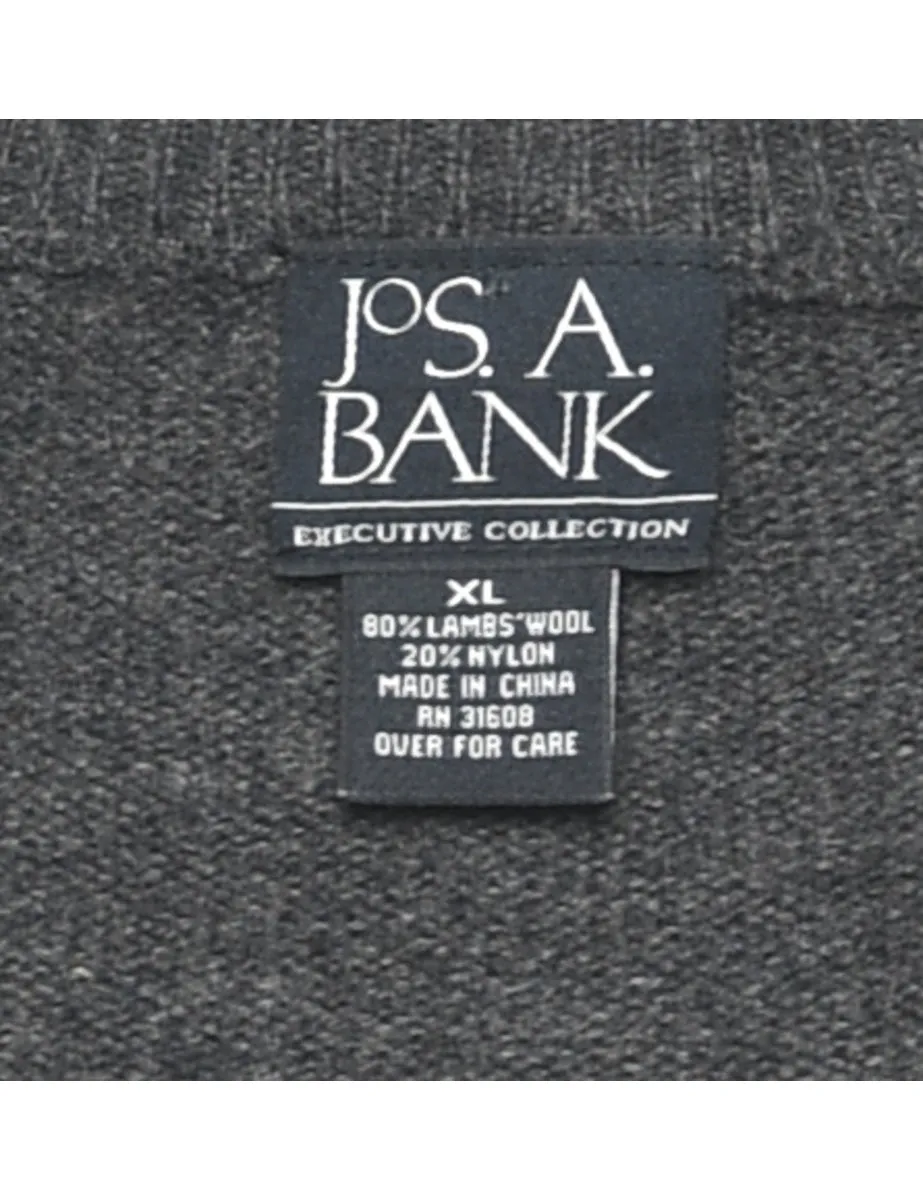 JOS. A.
BANK
EXECUTIVE COLLECTION
XL
80% LAMBS'WOOL
20% NYLON
MADE IN CHINA
RN 31608
OVER FOR CARE